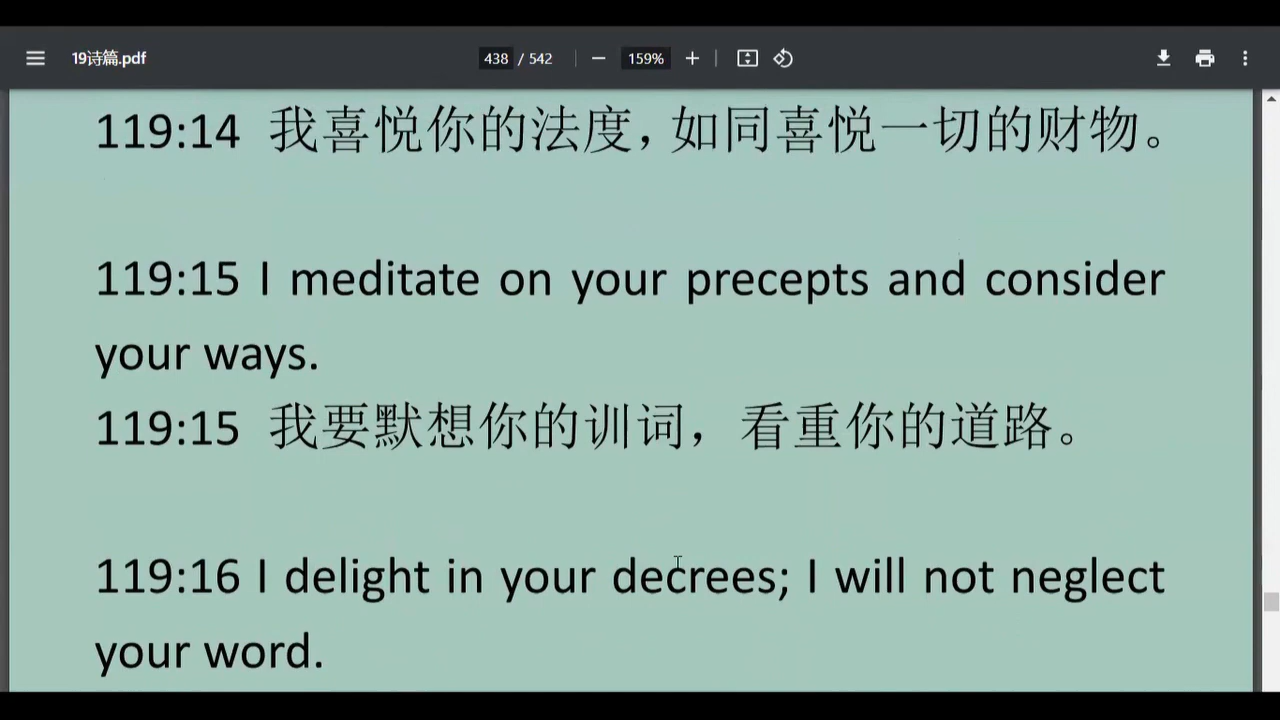 19诗篇.pdf
438 / 542
159%
119:14 我喜悦你的法度，如同喜悦一切的财物。
119:15 I meditate on your precepts and consider
your ways.
119:15 我要默想你的训词，看重你的道路。
119:16 I delight in your decrees; I will not neglect
your word.